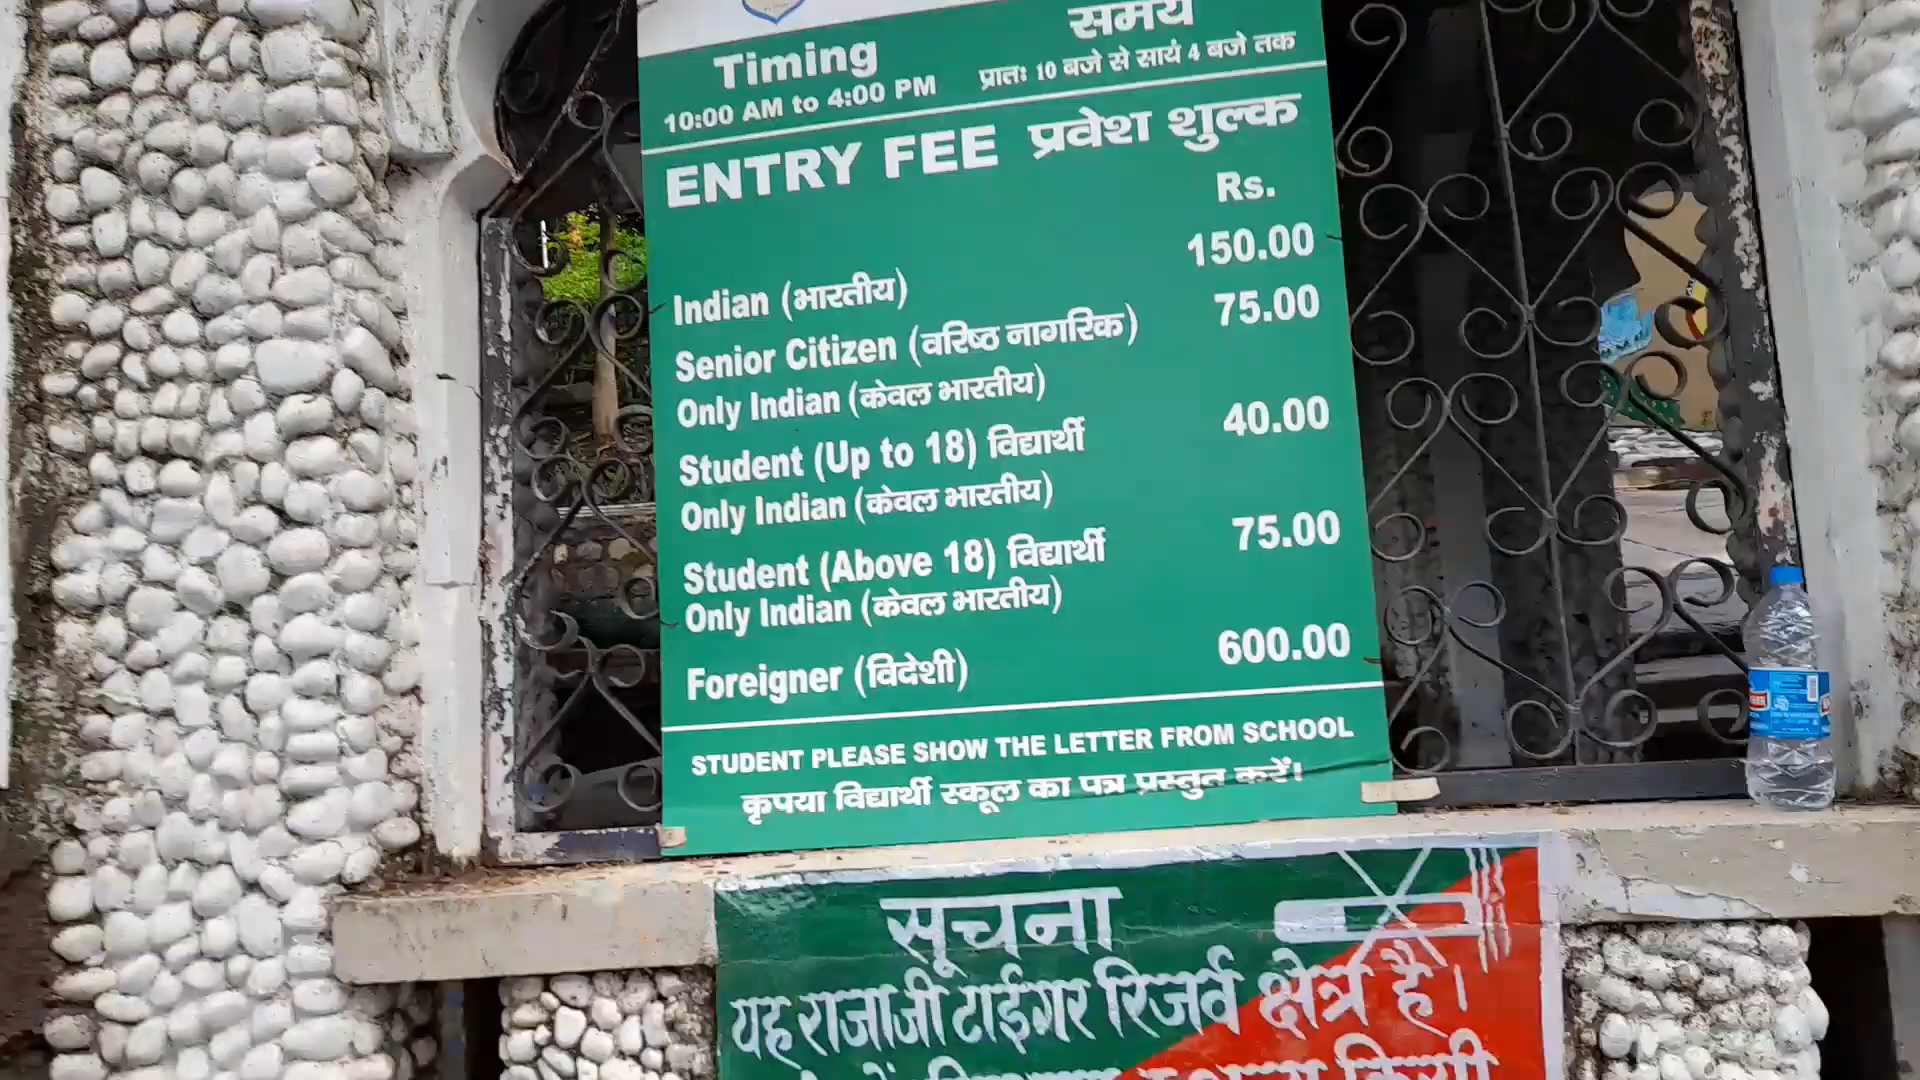 Timing
समय
10:00 AM to 4:00 PM
प्रातः 10 बजे से सायं 4 बजे तक
ENTRY FEE प्रवेश शुल्क
Rs.
Indian (भारतीय) 150.00
Senior Citizen (वरिष्ठ नागरिक) 75.00
Only Indian (केवल भारतीय)
Student (Up to 18) विद्यार्थी 40.00
Only Indian (केवल भारतीय)
Student (Above 18) विद्यार्थी 75.00
Only Indian (केवल भारतीय)
Foreigner (विदेशी) 600.00
STUDENT PLEASE SHOW THE LETTER FROM SCHOOL
कृपया विद्यार्थी स्कूल का पत्र प्रस्तुत करें।
सूचना
यह राजाजी टाईगर रिजर्व क्षेत्र है।